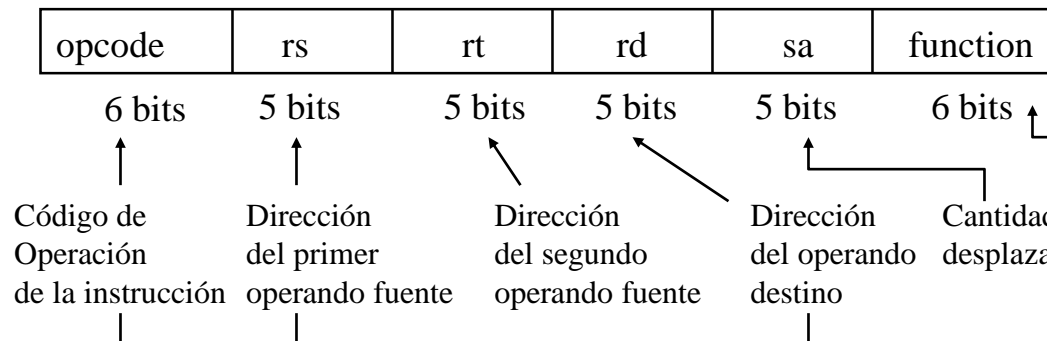 opcode rs rt rd sa function
6 bits 5 bits 5 bits 5 bits 5 bits 6 bits
Código de
Operación
de la instrucción
Dirección
del primer
operando fuente
Dirección
del segundo
operando fuente
Dirección
del operando
destino
Cantidad
desplaza